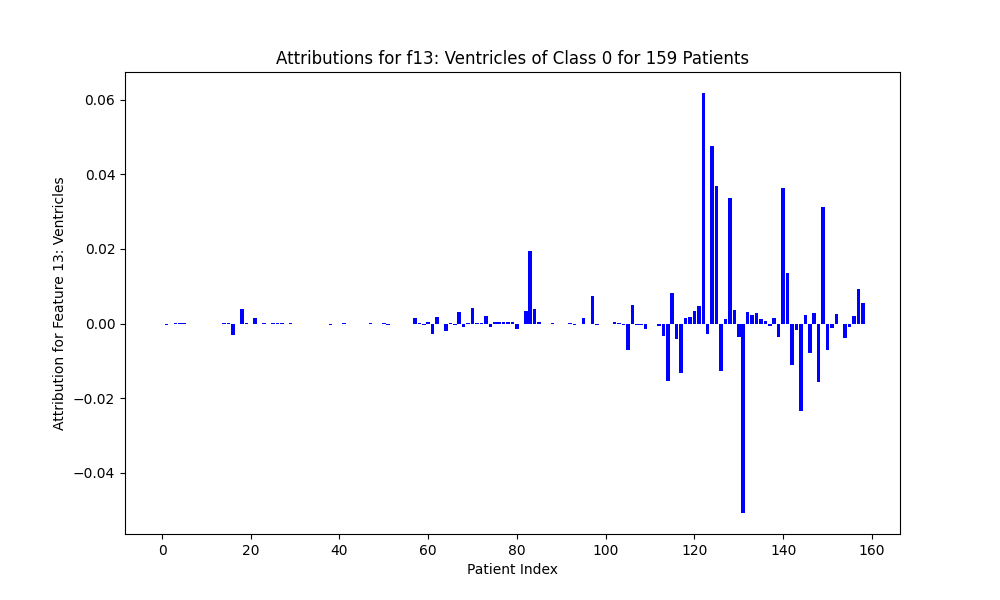 Attributions for f13: Ventricles of Class 0 for 159 Patients
Attribution for Feature 13: Ventricles
0.06
0.04
0.02
0.00
−0.02
−0.04
0 20 40 60 80 100 120 140 160
Patient Index